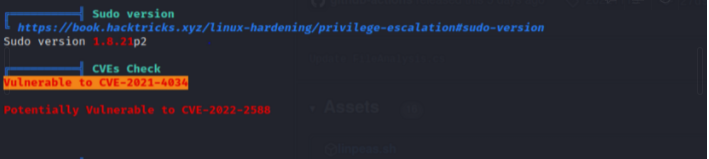 Sudo version
https://book.hacktricks.xyz/linux-hardening/privilege-escalation#sudo-version
Sudo version 1.8.21p2
CVEs Check
Vulnerable to CVE-2021-4034
Potentially Vulnerable to CVE-2022-2588
Assets